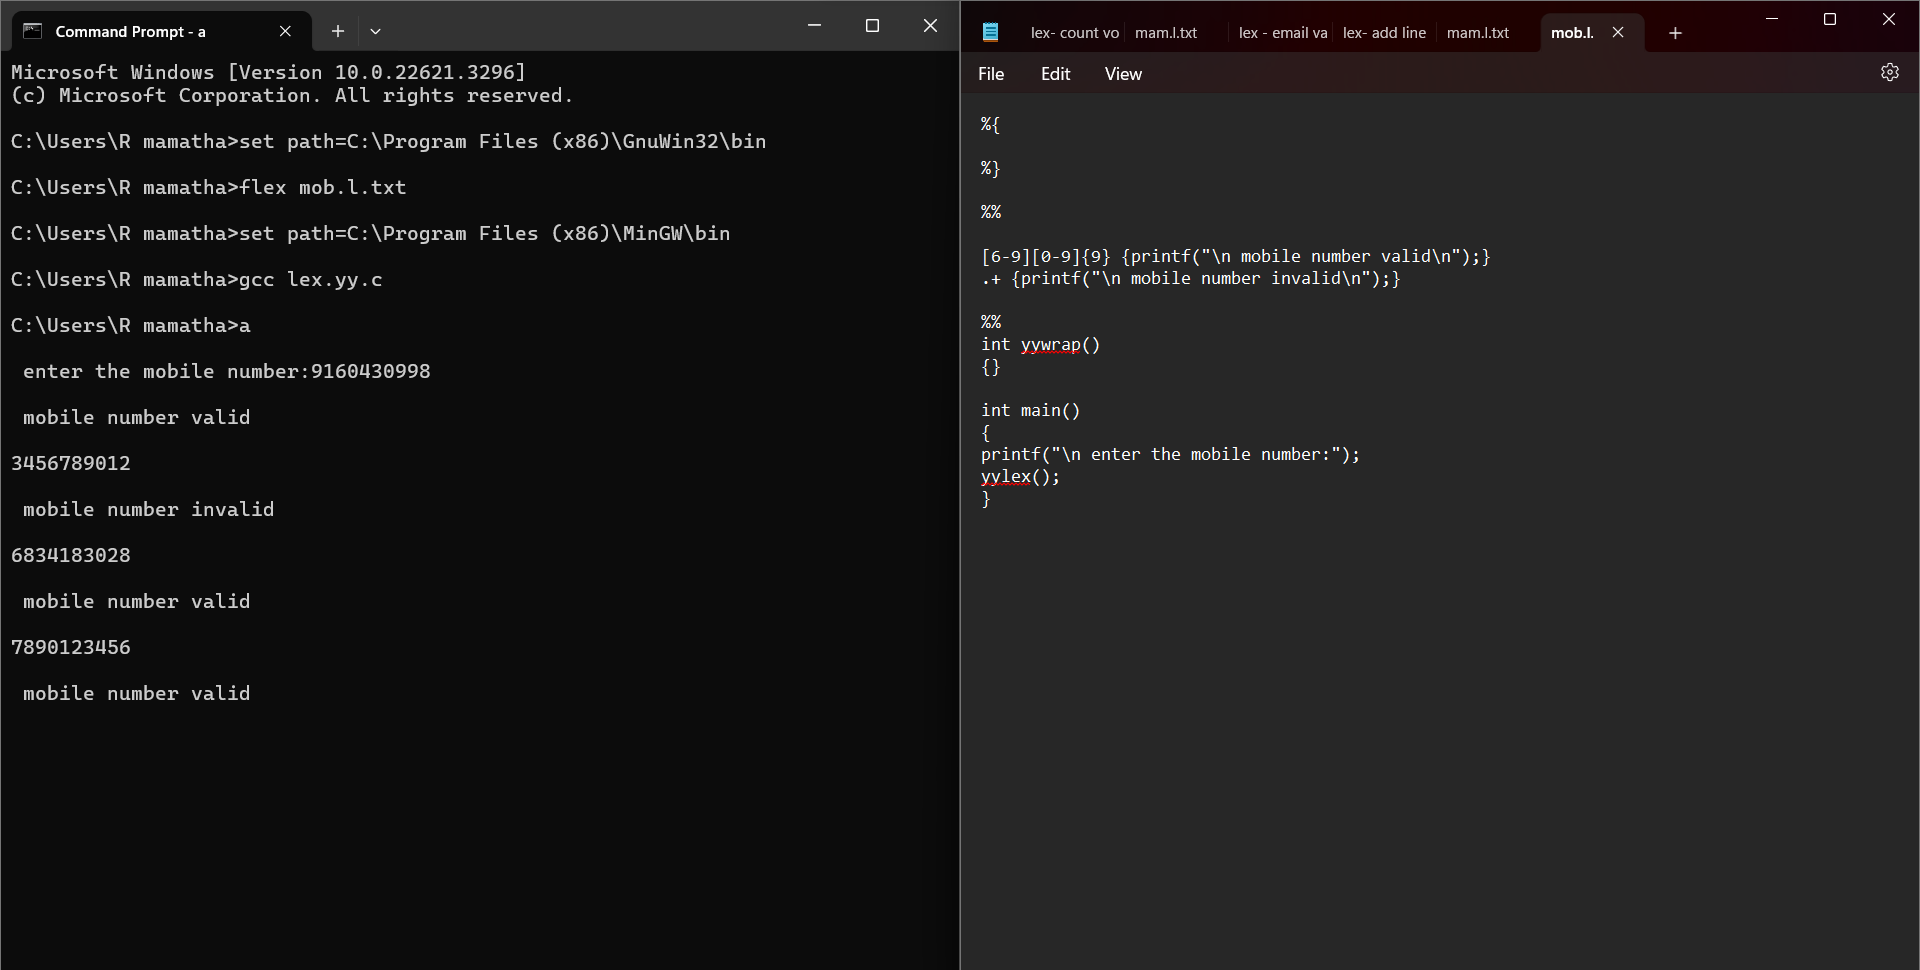 Command Prompt - a
Microsoft Windows [Version 10.0.22621.3296]
(c) Microsoft Corporation. All rights reserved.
C:\Users\R mamatha>set path=C:\Program Files (x86)\GnuWin32\bin
C:\Users\R mamatha>flex mob.l.txt
C:\Users\R mamatha>set path=C:\Program Files (x86)\MinGW\bin
C:\Users\R mamatha>gcc lex.yy.c
C:\Users\R mamatha>a
enter the mobile number:9160430998
mobile number valid
3456789012
mobile number invalid
6834183028
mobile number valid
7890123456
mobile number valid
lex- count vo mam.l.txt lex - email va lex- add line mam.l.txt mob.l.
File Edit View
%{
%}
%%
[6-9][0-9]{9} {printf("\n mobile number valid\n");}
.+ {printf("\n mobile number invalid\n");}
%%
int yywrap()
{}
int main()
{
printf("\n enter the mobile number:");
yylex();
}